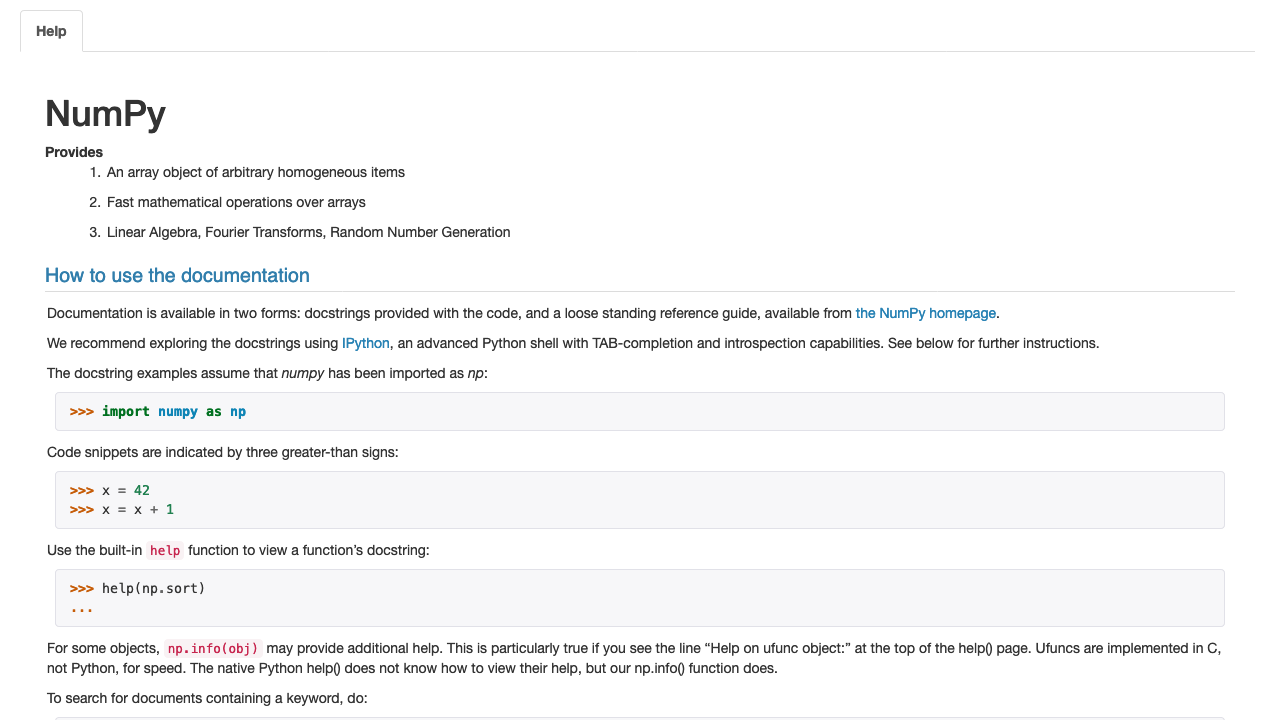 Help
NumPy
Provides
1. An array object of arbitrary homogeneous items
2. Fast mathematical operations over arrays
3. Linear Algebra, Fourier Transforms, Random Number Generation
How to use the documentation
Documentation is available in two forms: docstrings provided with the code, and a loose standing reference guide, available from the NumPy homepage.
We recommend exploring the docstrings using IPython, an advanced Python shell with TAB-completion and introspection capabilities. See below for further instructions.
The docstring examples assume that numpy has been imported as np:
>>> import numpy as np
Code snippets are indicated by three greater-than signs:
>>> x = 42
>>> x = x + 1
Use the built-in help function to view a function’s docstring:
>>> help(np.sort)
...
For some objects, np.info(obj) may provide additional help. This is particularly true if you see the line “Help on ufunc object:” at the top of the help() page. Ufuncs are implemented in C,
not Python, for speed. The native Python help() does not know how to view their help, but our np.info() function does.
To search for documents containing a keyword, do: